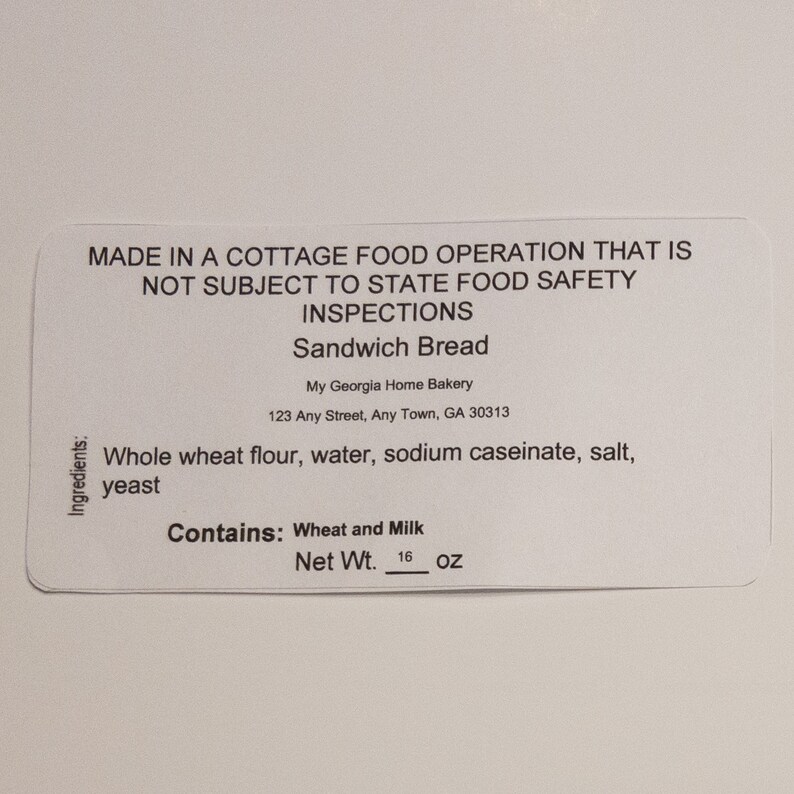 MADE IN A COTTAGE FOOD OPERATION THAT IS
NOT SUBJECT TO STATE FOOD SAFETY
INSPECTIONS
Sandwich Bread
My Georgia Home Bakery
123 Any Street, Any Town, GA 30313
Ingredients:
Whole wheat flour, water, sodium caseinate, salt,
yeast
Contains: Wheat and Milk
Net Wt. 16 oz